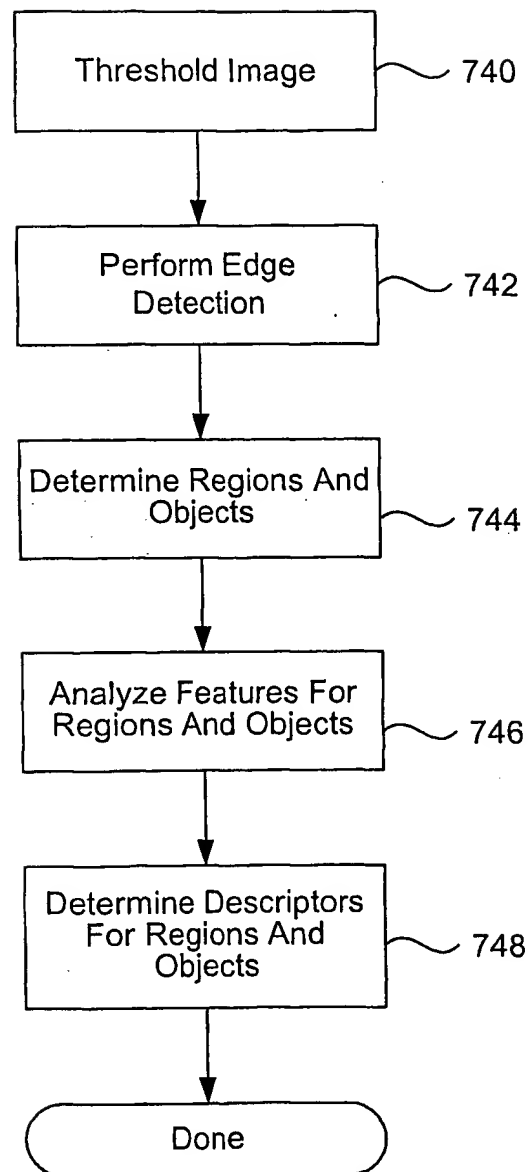 Threshold Image
740
Perform Edge
Detection
742
Determine Regions And
Objects
744
Analyze Features For
Regions And Objects
746
Determine Descriptors
For Regions And
Objects
748
Done